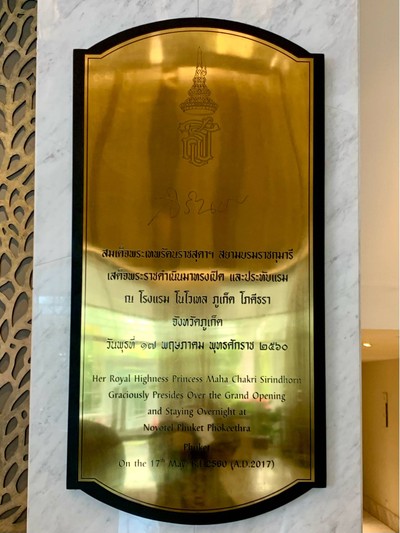 สมเด็จพระเทพรัตนราชสุดาฯ สยามบรมราชกุมารี
เสด็จพระราชดำเนินมาทรงเปิด และประทับแรม
ณ โรงแรม โนโวเทล ภูเก็ต โภคีธรา
จังหวัดภูเก็ต
วันพุธที่ ๑๗ พฤษภาคม พุทธศักราช ๒๕๖๐
Her Royal Highness Princess Maha Chakri Sirindhorn
Graciously Presides Over the Grand Opening
and Staying Overnight at
Novotel Phuket Phokeethra
Phuket
On the 17th May 2560 (A.D.2017)